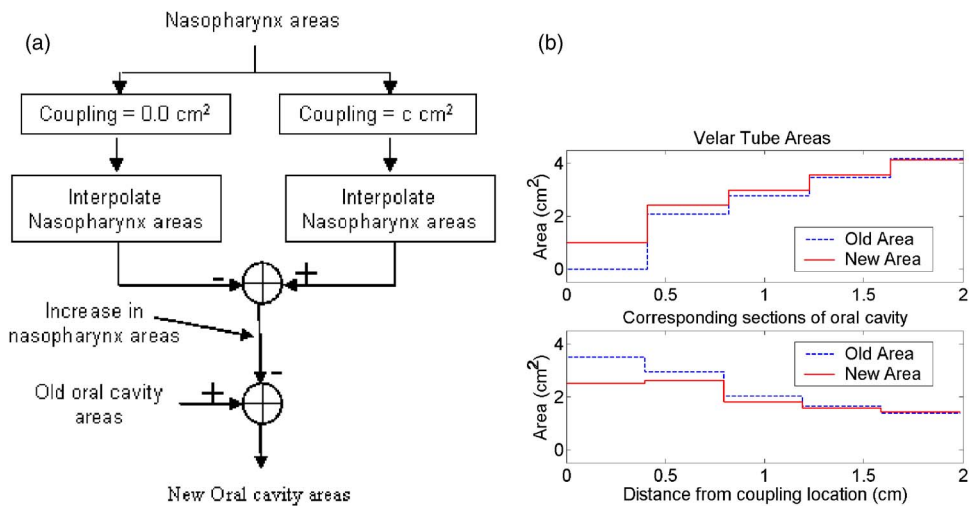 (a)
Nasopharynx areas
Coupling = 0.0 cm²
Coupling = c cm²
Interpolate
Nasopharynx areas
Interpolate
Nasopharynx areas
-
+
Increase in
nasopharynx areas
-
Old oral cavity
areas
+
New Oral cavity areas
(b)
Velar Tube Areas
Area (cm²)
4
2
0
Old Area
New Area
0
0.5
1
1.5
2
Corresponding sections of oral cavity
Area (cm²)
4
2
0
Old Area
New Area
0
0.5
1
1.5
2
Distance from coupling location (cm)